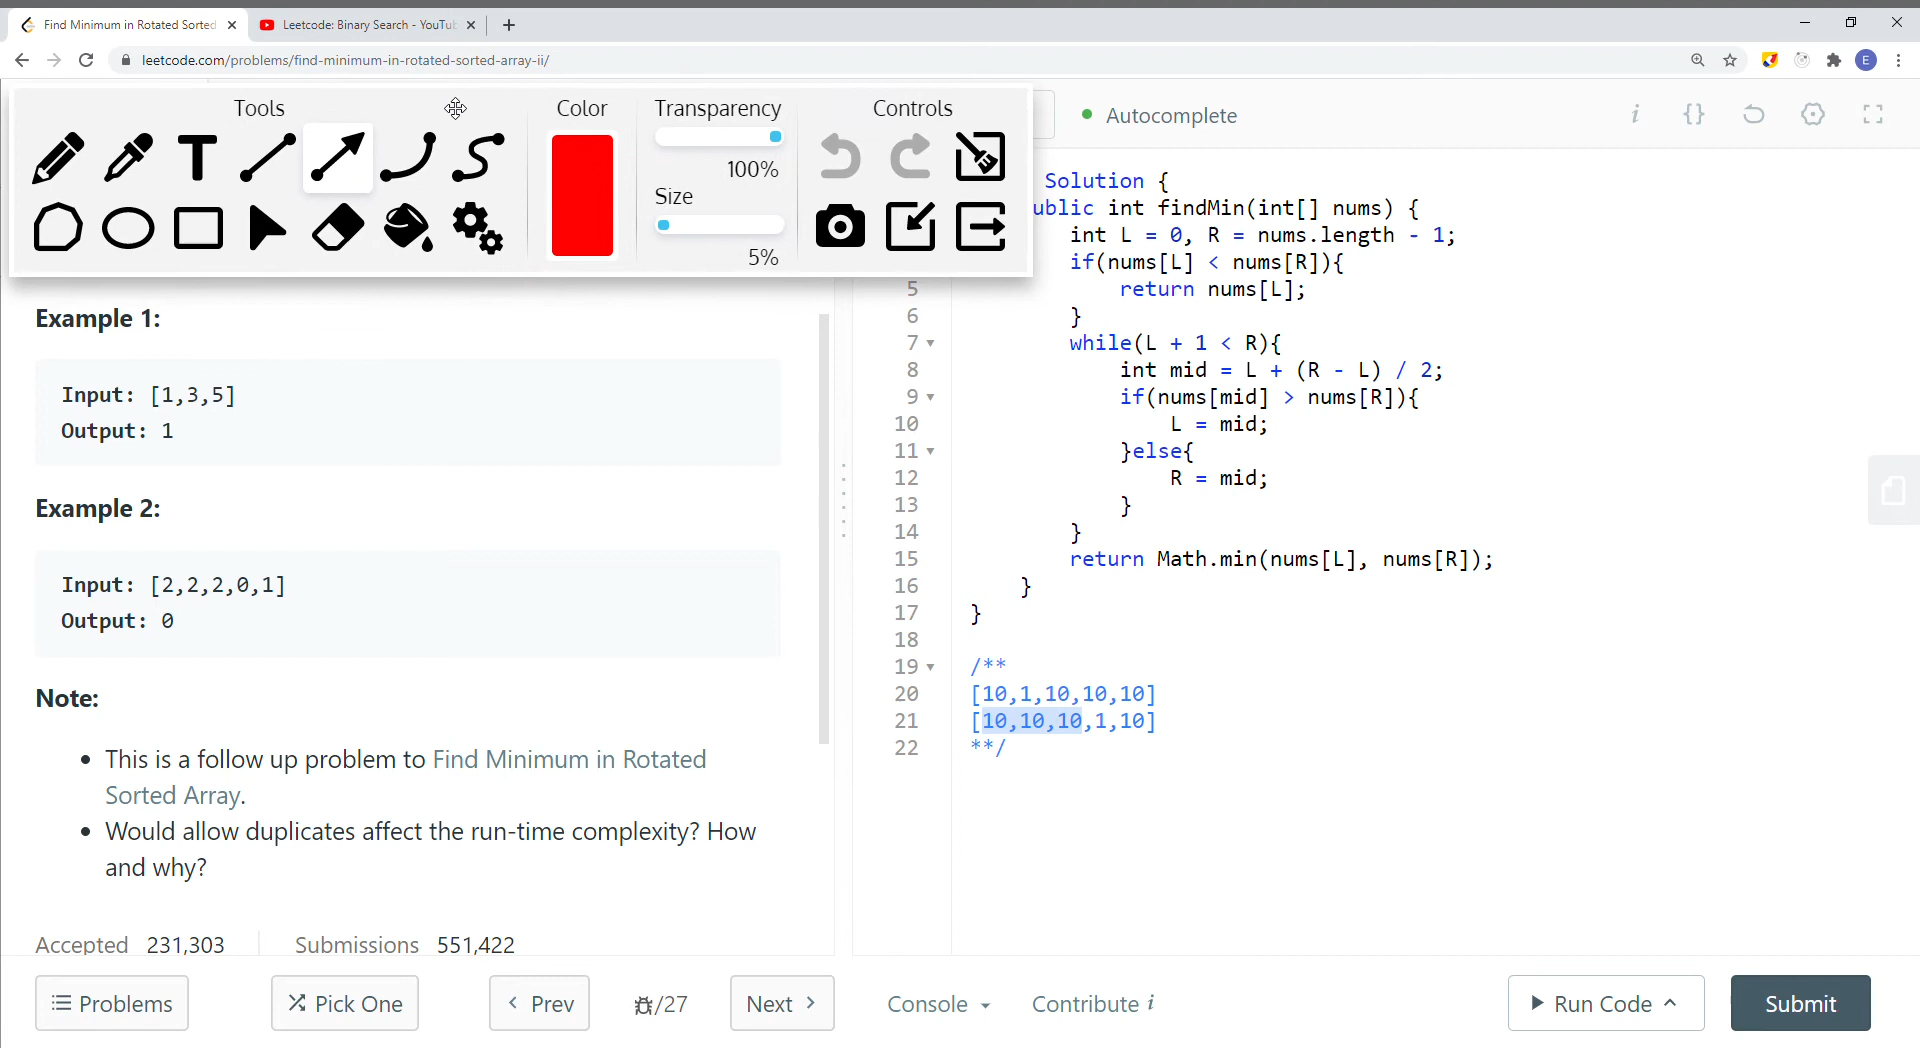 Find Minimum in Rotated Sorted
Leetcode: Binary Search - YouTu
leetcode.com/problems/find-minimum-in-rotated-sorted-array-ii/
E
Tools
Color
Transparency
Controls
100%
Size
5%
T
Autocomplete
i
{}
Example 1:
Input: [1,3,5]
Output: 1
Example 2:
Input: [2,2,2,0,1]
Output: 0
Note:
• This is a follow up problem to Find Minimum in Rotated
Sorted Array.
• Would allow duplicates affect the run-time complexity? How
and why?
Accepted 231,303
Submissions 551,422
Solution {
ublic int findMin(int[] nums) {
int L = 0, R = nums.length - 1;
if(nums[L] < nums[R]){
5 return nums[L];
6 }
7 while(L + 1 < R){
8 int mid = L + (R - L) / 2;
9 if(nums[mid] > nums[R]){
10 L = mid;
11 }else{
12 R = mid;
13 }
14 }
15 return Math.min(nums[L], nums[R]);
16 }
17 }
18
19 /**
20 [10,1,10,10,10]
21 [10,10,10,1,10]
22 **/
Problems
Pick One
Prev
/27
Next
Console
Contribute i
Run Code
Submit